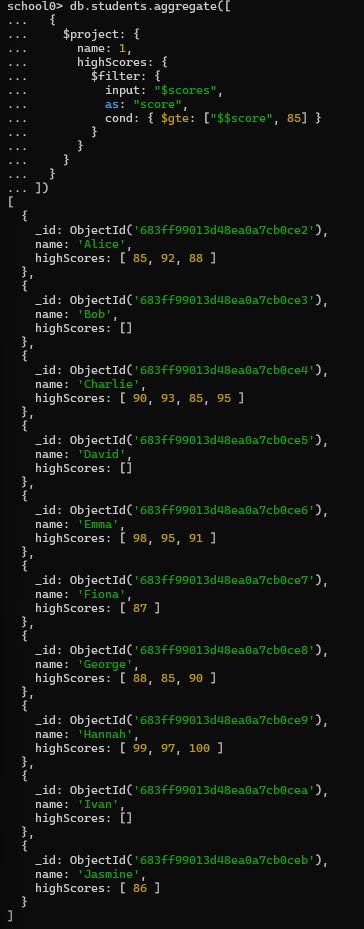 school0> db.students.aggregate([
...   {
...     $project: {
...       name: 1,
...       highScores: {
...         $filter: {
...           input: "$scores",
...           as: "score",
...           cond: { $gte: ["$$score", 85] }
...         }
...       }
...     }
...   }
... ])
[
  {
    _id: ObjectId('683ff99013d48ea0a7cb0ce2'),
    name: 'Alice',
    highScores: [ 85, 92, 88 ]
  },
  {
    _id: ObjectId('683ff99013d48ea0a7cb0ce3'),
    name: 'Bob',
    highScores: []
  },
  {
    _id: ObjectId('683ff99013d48ea0a7cb0ce4'),
    name: 'Charlie',
    highScores: [ 90, 93, 85, 95 ]
  },
  {
    _id: ObjectId('683ff99013d48ea0a7cb0ce5'),
    name: 'David',
    highScores: []
  },
  {
    _id: ObjectId('683ff99013d48ea0a7cb0ce6'),
    name: 'Emma',
    highScores: [ 98, 95, 91 ]
  },
  {
    _id: ObjectId('683ff99013d48ea0a7cb0ce7'),
    name: 'Fiona',
    highScores: [ 87 ]
  },
  {
    _id: ObjectId('683ff99013d48ea0a7cb0ce8'),
    name: 'George',
    highScores: [ 88, 85, 90 ]
  },
  {
    _id: ObjectId('683ff99013d48ea0a7cb0ce9'),
    name: 'Hannah',
    highScores: [ 99, 97, 100 ]
  },
  {
    _id: ObjectId('683ff99013d48ea0a7cb0cea'),
    name: 'Ivan',
    highScores: []
  },
  {
    _id: ObjectId('683ff99013d48ea0a7cb0ceb'),
    name: 'Jasmine',
    highScores: [ 86 ]
  }
]